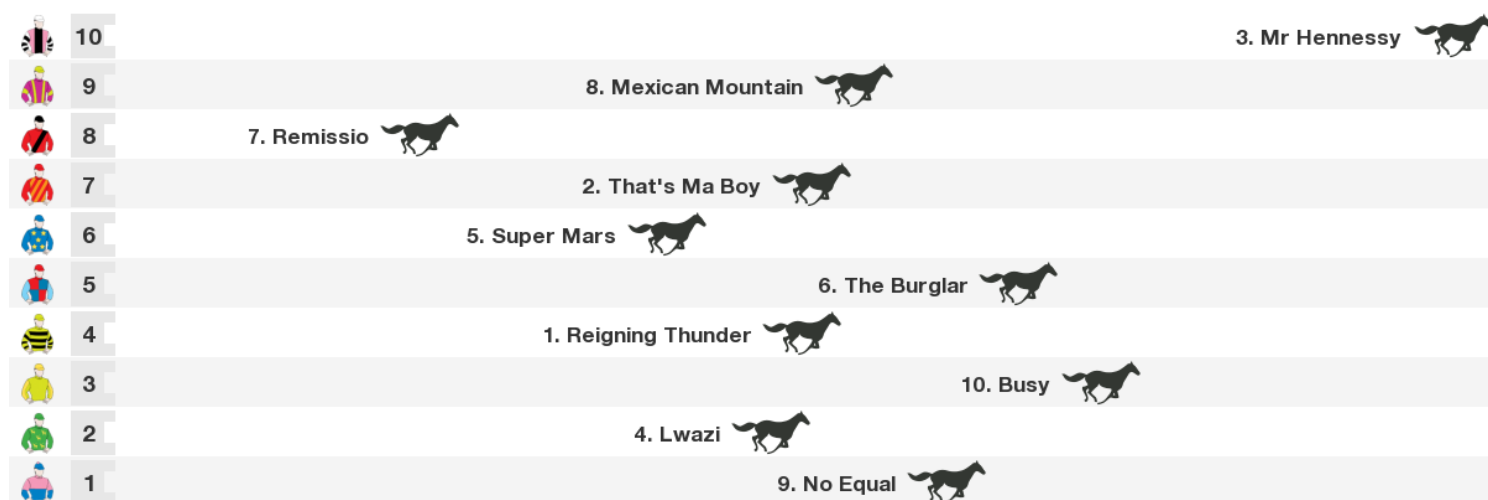 10 3. Mr Hennessy
9 8. Mexican Mountain
8 7. Remissio
7 2. That's Ma Boy
6 5. Super Mars
5 6. The Burglar
4 1. Reigning Thunder
3 10. Busy
2 4. Lwazi
1 9. No Equal